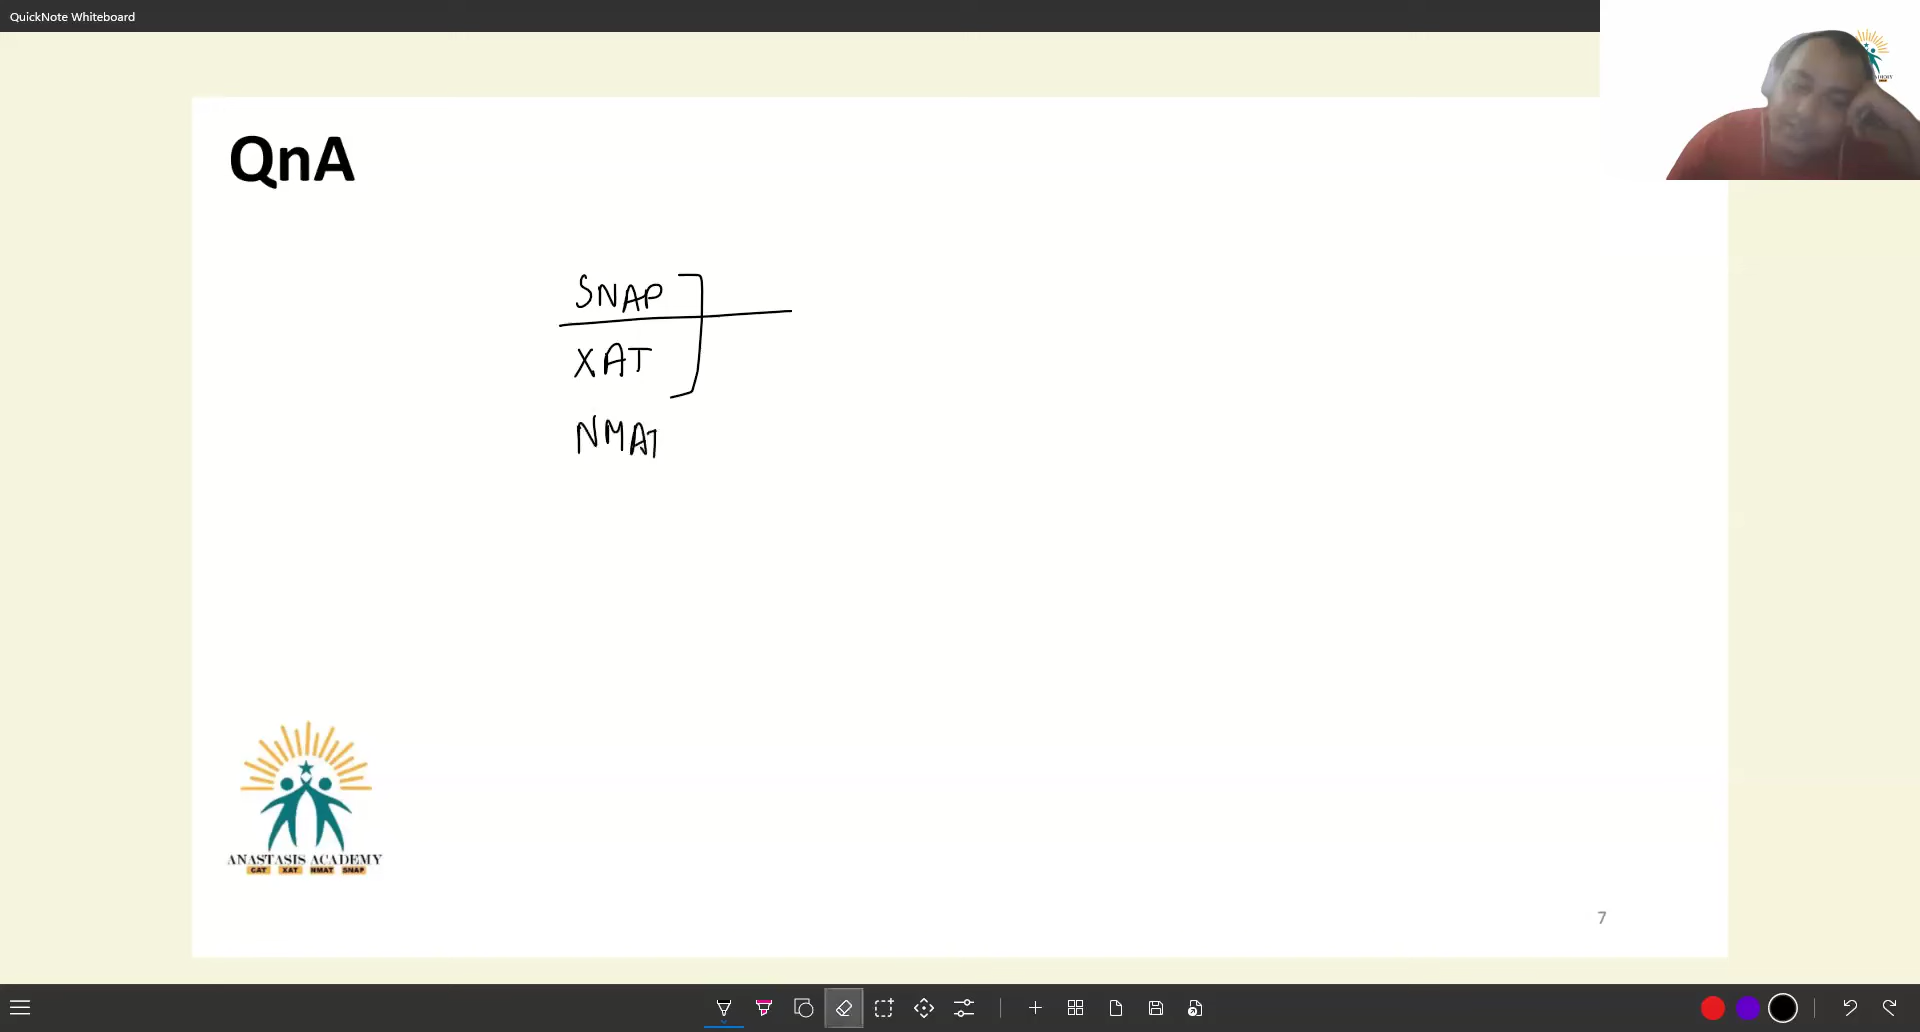 QuickNote Whiteboard
QnA
SNAP
XAT
NMAT
ANASTASIS ACADEMY
CAT XAT NMAT SNAP
7